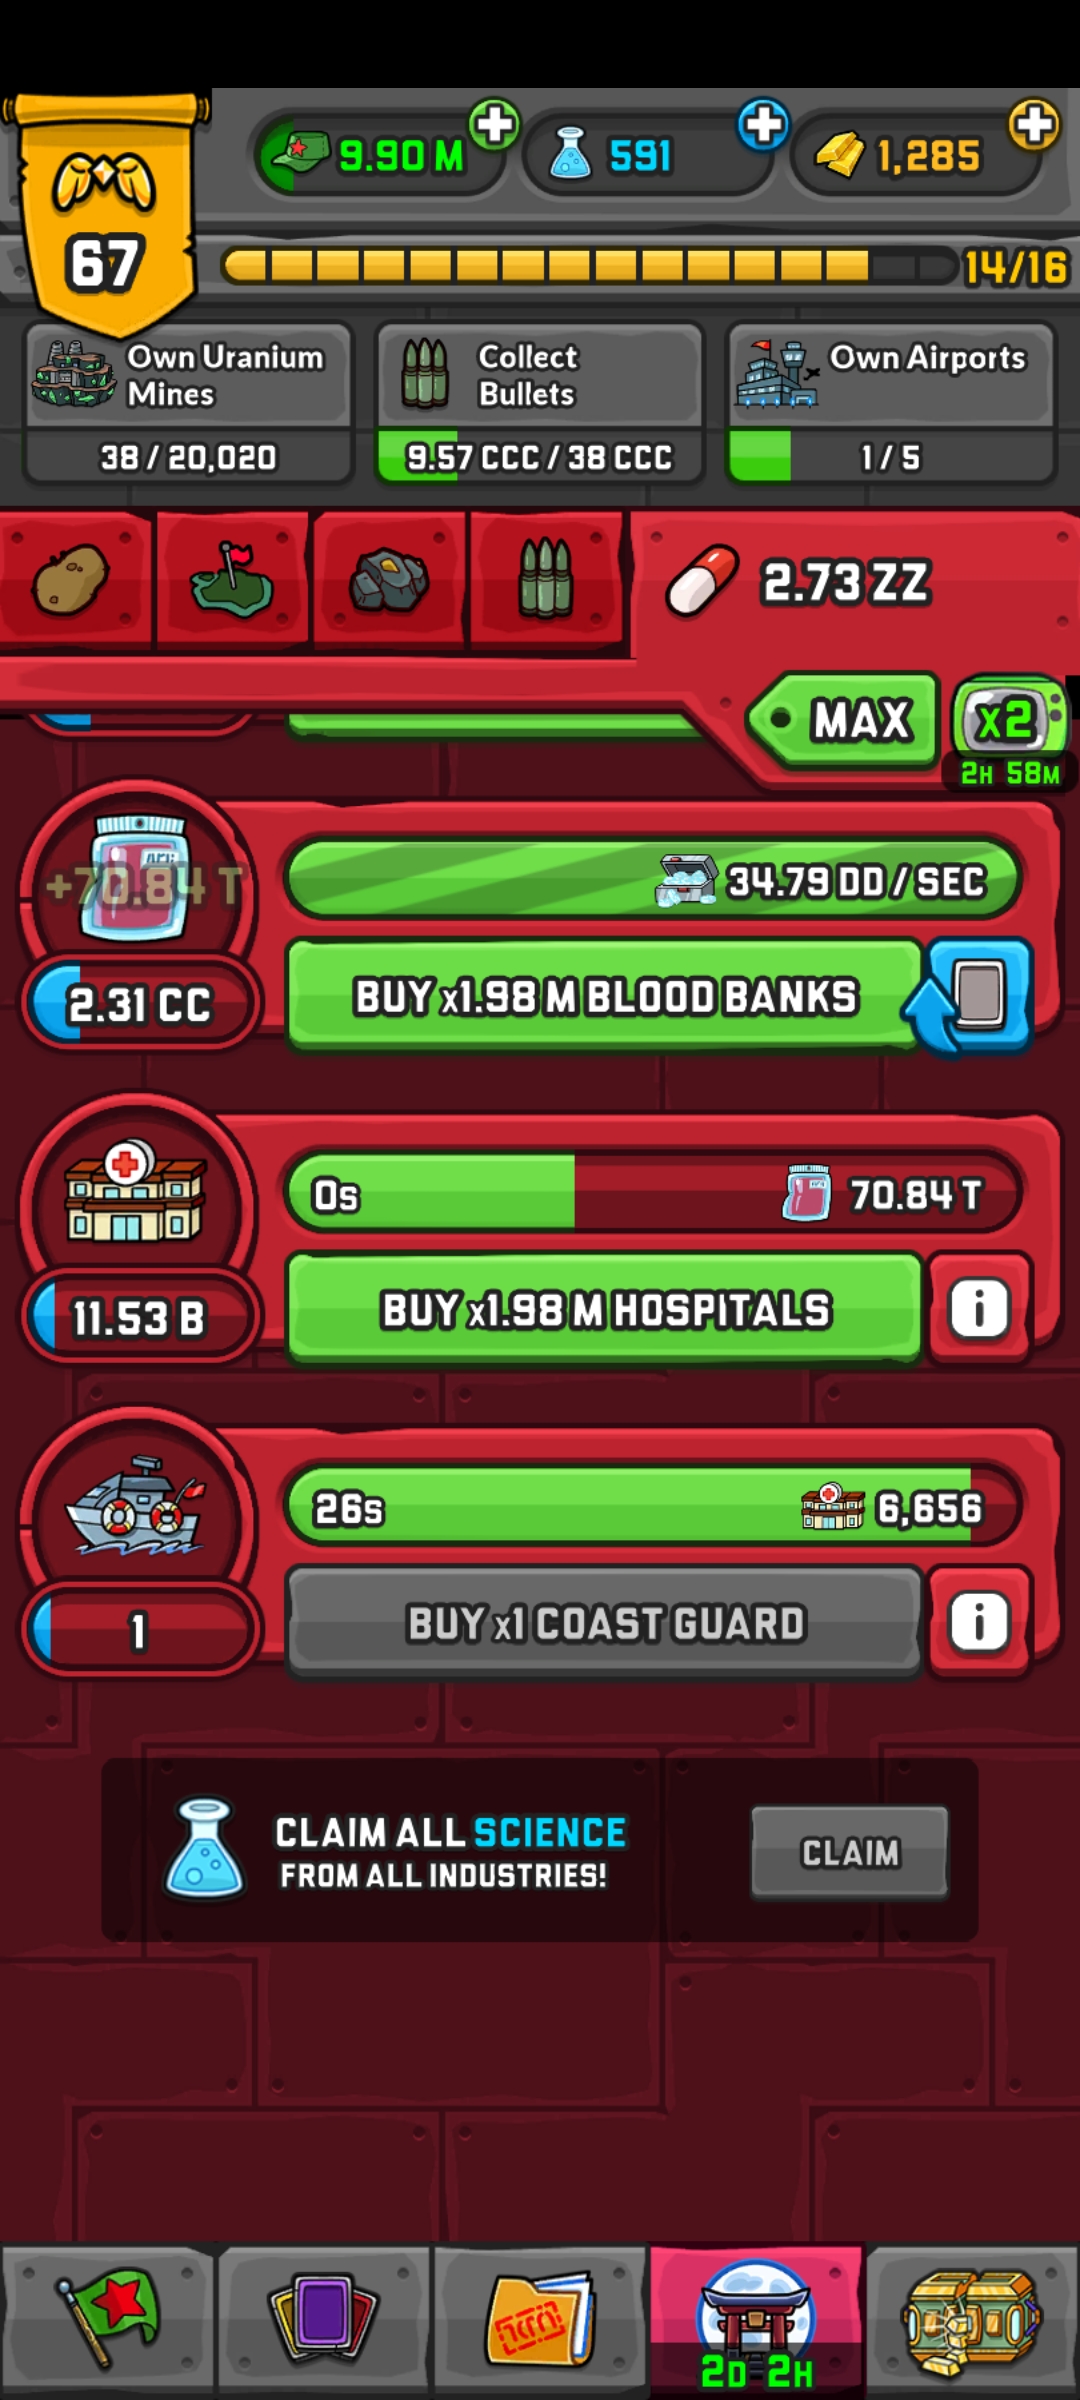 67
9.90 M
591
1,285
14/16
Own Uranium
Mines
38 / 20,020
Collect
Bullets
9.57 CCC / 38 CCC
Own Airports
1 / 5
2.73 ZZ
MAX
x2
2H 58M
+70.84 T
34.79 DD / SEC
2.31 CC
BUY x1.98 M BLOOD BANKS
0s
70.84 T
11.53 B
BUY x1.98 M HOSPITALS
i
26s
6,656
1
BUY x1 COAST GUARD
i
CLAIM ALL SCIENCE
FROM ALL INDUSTRIES!
CLAIM
2D 2H